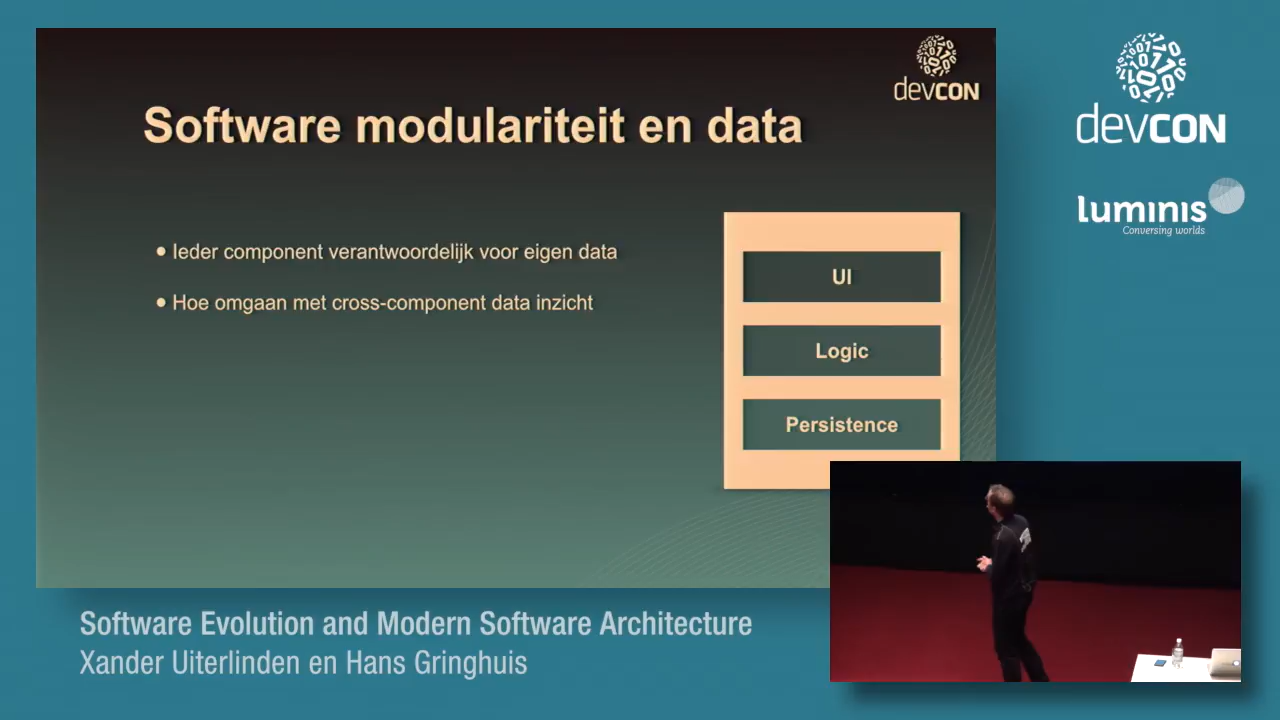 devcon
Software modulariteit en data
• Ieder component verantwoordelijk voor eigen data
• Hoe omgaan met cross-component data inzicht
UI
Logic
Persistence
devcon
luminis
Conversing worlds
Software Evolution and Modern Software Architecture
Xander Uiterlinden en Hans Gringhuis